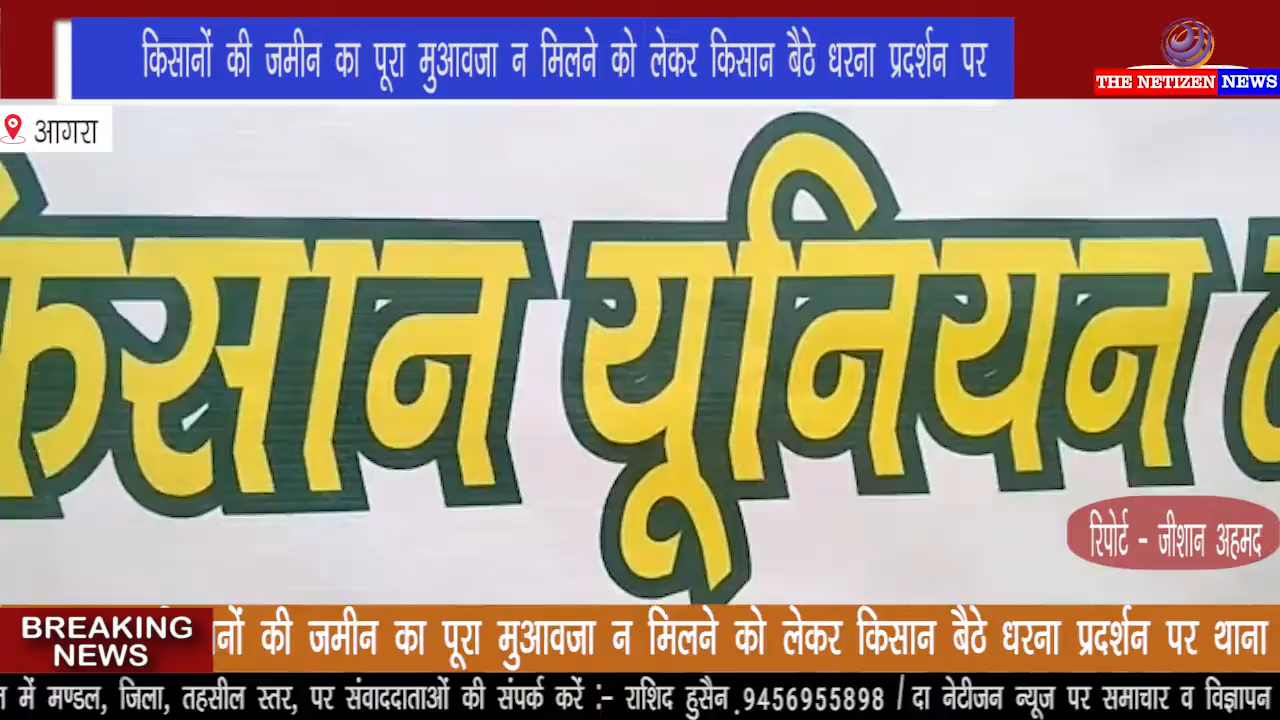 किसानों की जमीन का पूरा मुआवजा न मिलने को लेकर किसान बैठे धरना प्रदर्शन पर
THE NETIZEN NEWS
आगरा
किसान यूनियन
रिपोर्ट - जीशान अहमद
BREAKING
NEWS
नों की जमीन का पूरा मुआवजा न मिलने को लेकर किसान बैठे धरना प्रदर्शन पर थाना
में मण्डल, जिला, तहसील स्तर, पर संवाददाताओं की संपर्क करें :- राशिद हुसैन .9456955898 / दा नेटीजन न्यूज पर समाचार व विज्ञापन